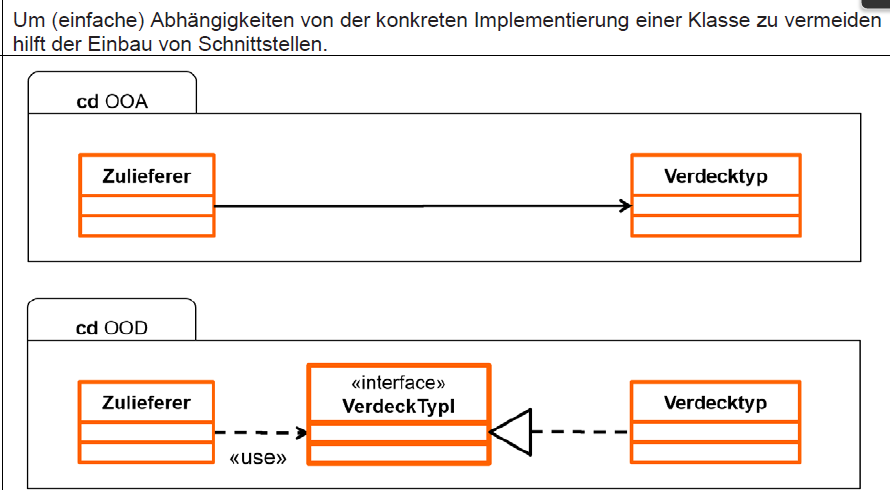 Um (einfache) Abhängigkeiten von der konkreten Implementierung einer Klasse zu vermeiden
hilft der Einbau von Schnittstellen.
cd OOA
Zulieferer
Verdecktyp
cd OOD
Zulieferer
«use»
«interface»
VerdeckTypI
Verdecktyp